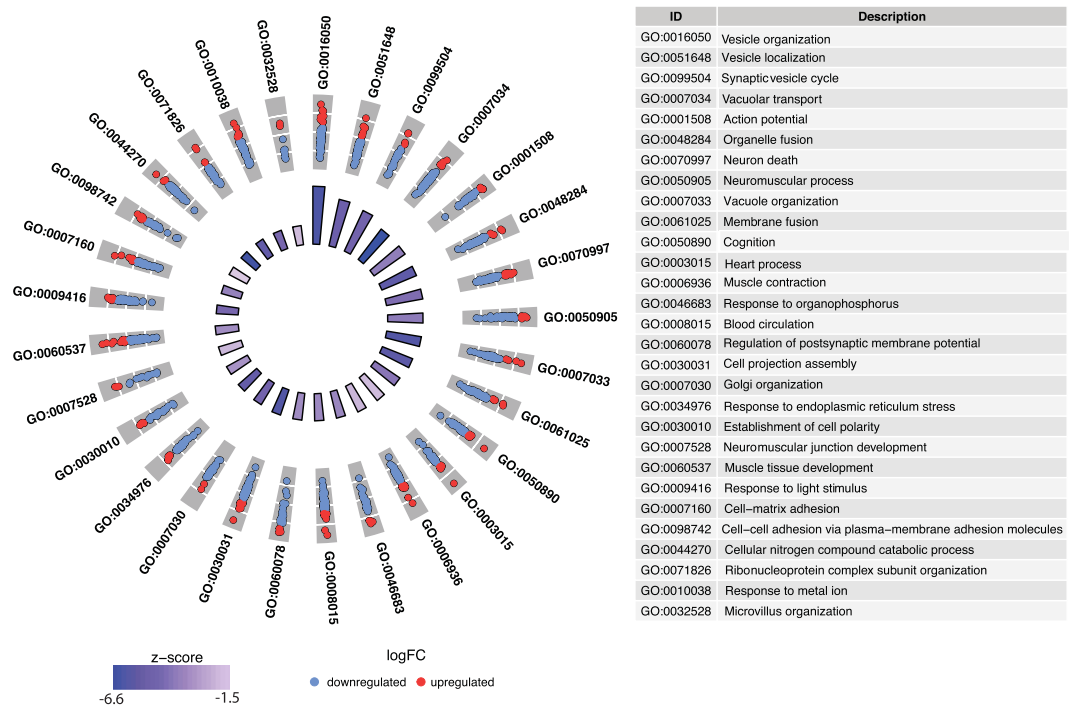 GO:0016050
GO:0051648
GO:0099504
GO:0007034
GO:0001508
GO:0048284
GO:0070997
GO:0050905
GO:0007033
GO:0061025
GO:0050890
GO:0003015
GO:0006936
GO:0046683
GO:0008015
GO:0060078
GO:0030031
GO:0007030
GO:0034976
GO:0030010
GO:0007528
GO:0060537
GO:0009416
GO:0007160
GO:0098742
GO:0044270
GO:0071826
GO:0010038
GO:0032528
z−score
-6.6 -1.5
logFC
downregulated upregulated
ID Description
GO:0016050 Vesicle organization
GO:0051648 Vesicle localization
GO:0099504 Synaptic vesicle cycle
GO:0007034 Vacuolar transport
GO:0001508 Action potential
GO:0048284 Organelle fusion
GO:0070997 Neuron death
GO:0050905 Neuromuscular process
GO:0007033 Vacuole organization
GO:0061025 Membrane fusion
GO:0050890 Cognition
GO:0003015 Heart process
GO:0006936 Muscle contraction
GO:0046683 Response to organophosphorus
GO:0008015 Blood circulation
GO:0060078 Regulation of postsynaptic membrane potential
GO:0030031 Cell projection assembly
GO:0007030 Golgi organization
GO:0034976 Response to endoplasmic reticulum stress
GO:0030010 Establishment of cell polarity
GO:0007528 Neuromuscular junction development
GO:0060537 Muscle tissue development
GO:0009416 Response to light stimulus
GO:0007160 Cell−matrix adhesion
GO:0098742 Cell−cell adhesion via plasma−membrane adhesion molecules
GO:0044270 Cellular nitrogen compound catabolic process
GO:0071826 Ribonucleoprotein complex subunit organization
GO:0010038 Response to metal ion
GO:0032528 Microvillus organization